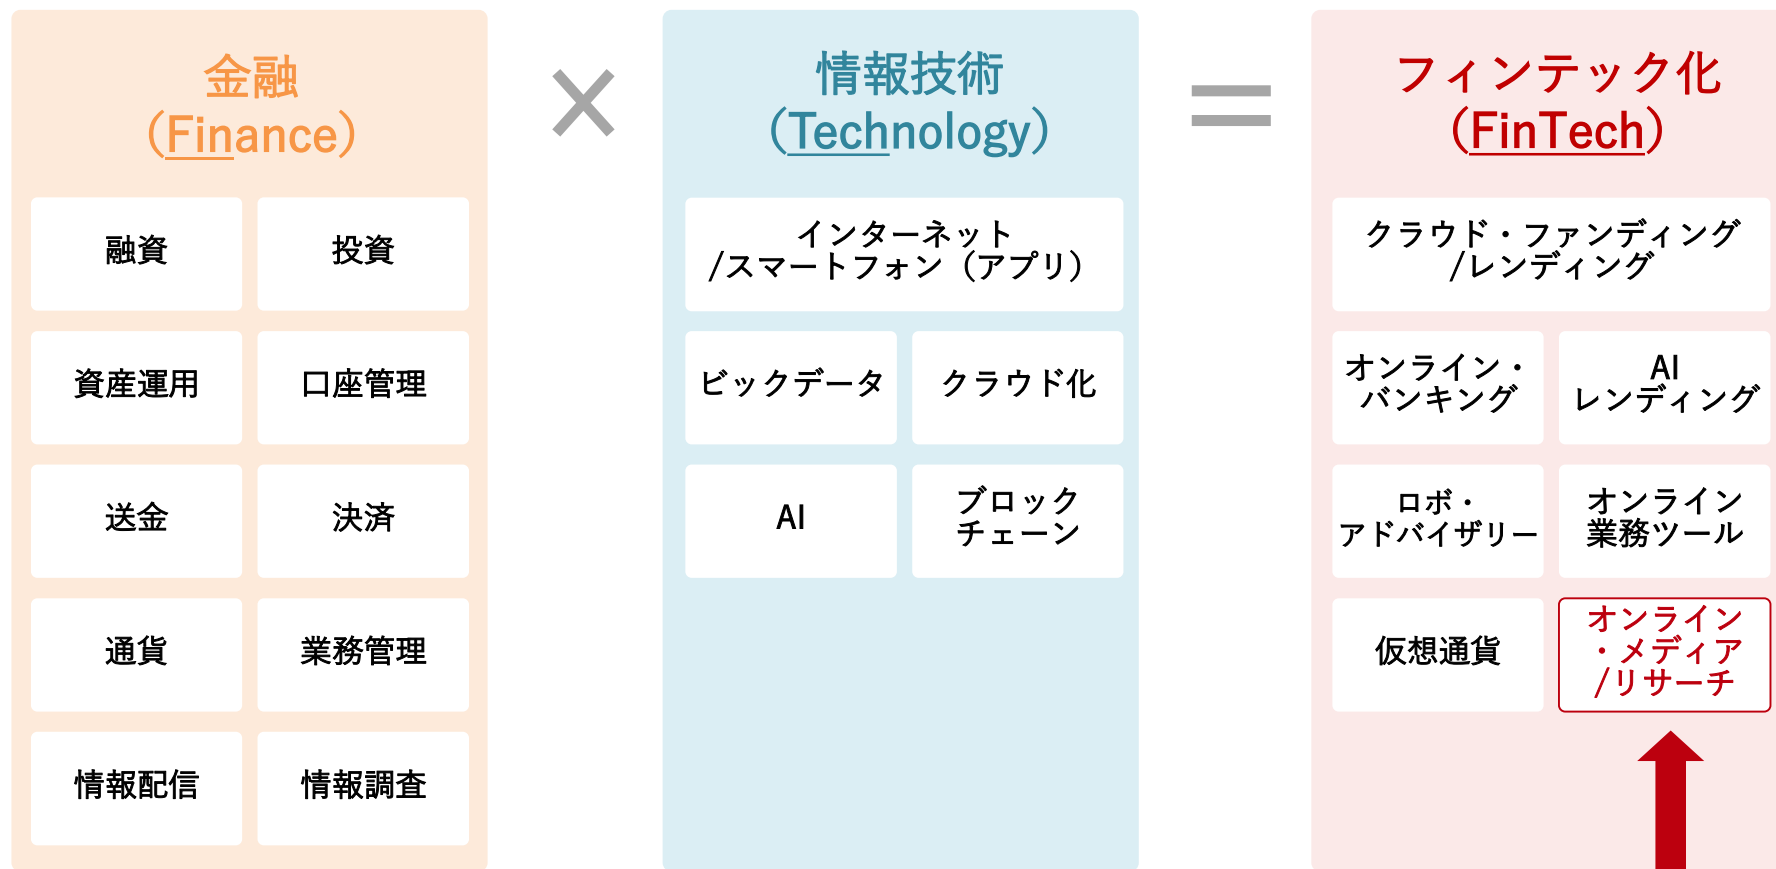 金融
（Finance）
融資
投資
資産運用
口座管理
送金
決済
通貨
業務管理
情報配信
情報調査
×
情報技術
（Technology）
インターネット
/スマートフォン（アプリ）
ビックデータ
クラウド化
AI
ブロック
チェーン
＝
フィンテック化
（FinTech）
クラウド・ファンディング
/レンディング
オンライン・
バンキング
AI
レンディング
ロボ・
アドバイザリー
オンライン
業務ツール
仮想通貨
オンライン
・メディア
/リサーチ